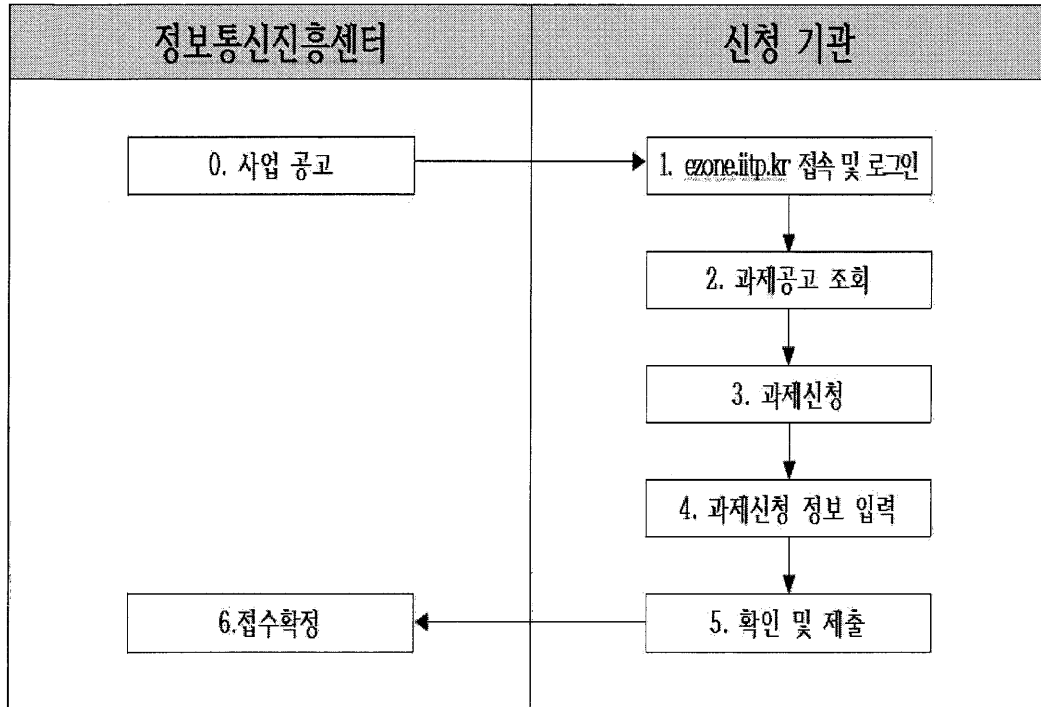 정보통신진흥센터
신청 기관
0. 사업 공고
1. ezone.iitp.kr 접속 및 로그인
2. 과제공고 조회
3. 과제신청
4. 과제신청 정보 입력
6.접수확정
5. 확인 및 제출